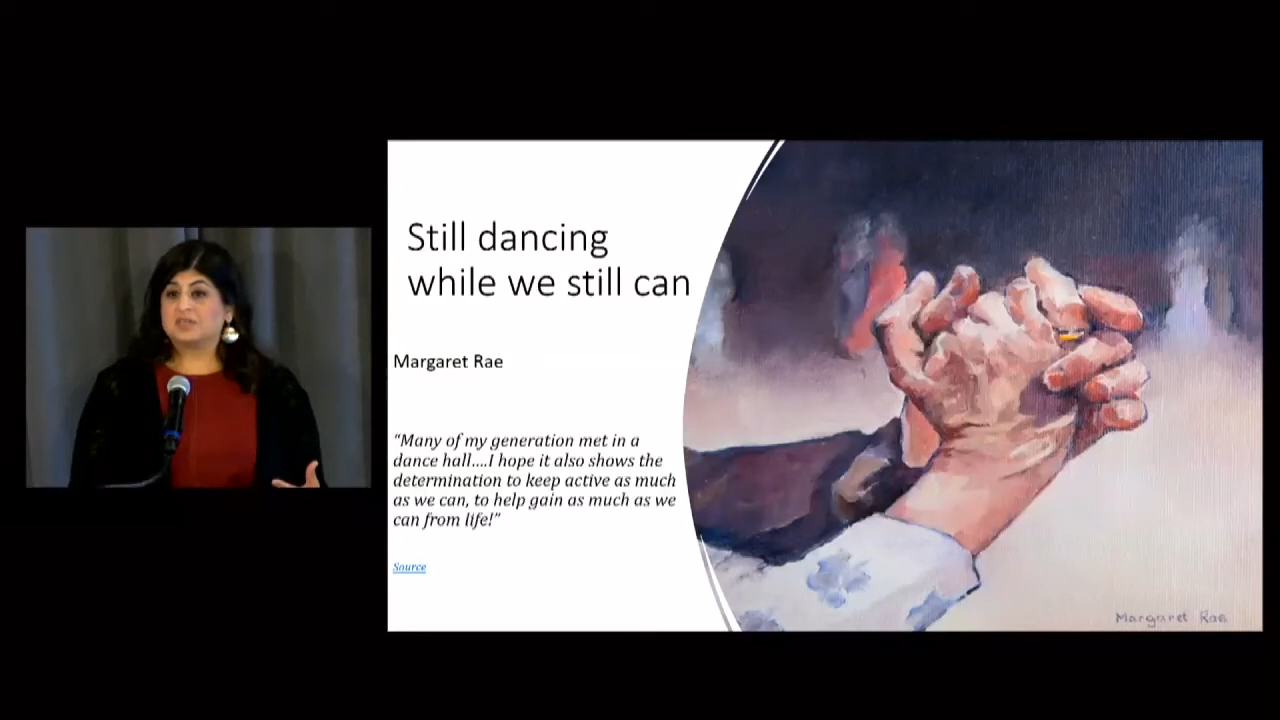 Still dancing
while we still can
Margaret Rae
“Many of my generation met in a
dance hall....I hope it also shows the
determination to keep active as much
as we can, to help gain as much as we
can from life!”
Source
Margaret Rae